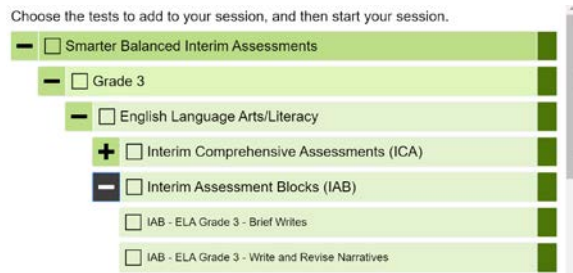 Choose the tests to add to your session, and then start your session.
Smarter Balanced Interim Assessments
Grade 3
English Language Arts/Literacy
Interim Comprehensive Assessments (ICA)
Interim Assessment Blocks (IAB)
IAB - ELA Grade 3 - Brief Writes
IAB - ELA Grade 3 - Write and Revise Narratives